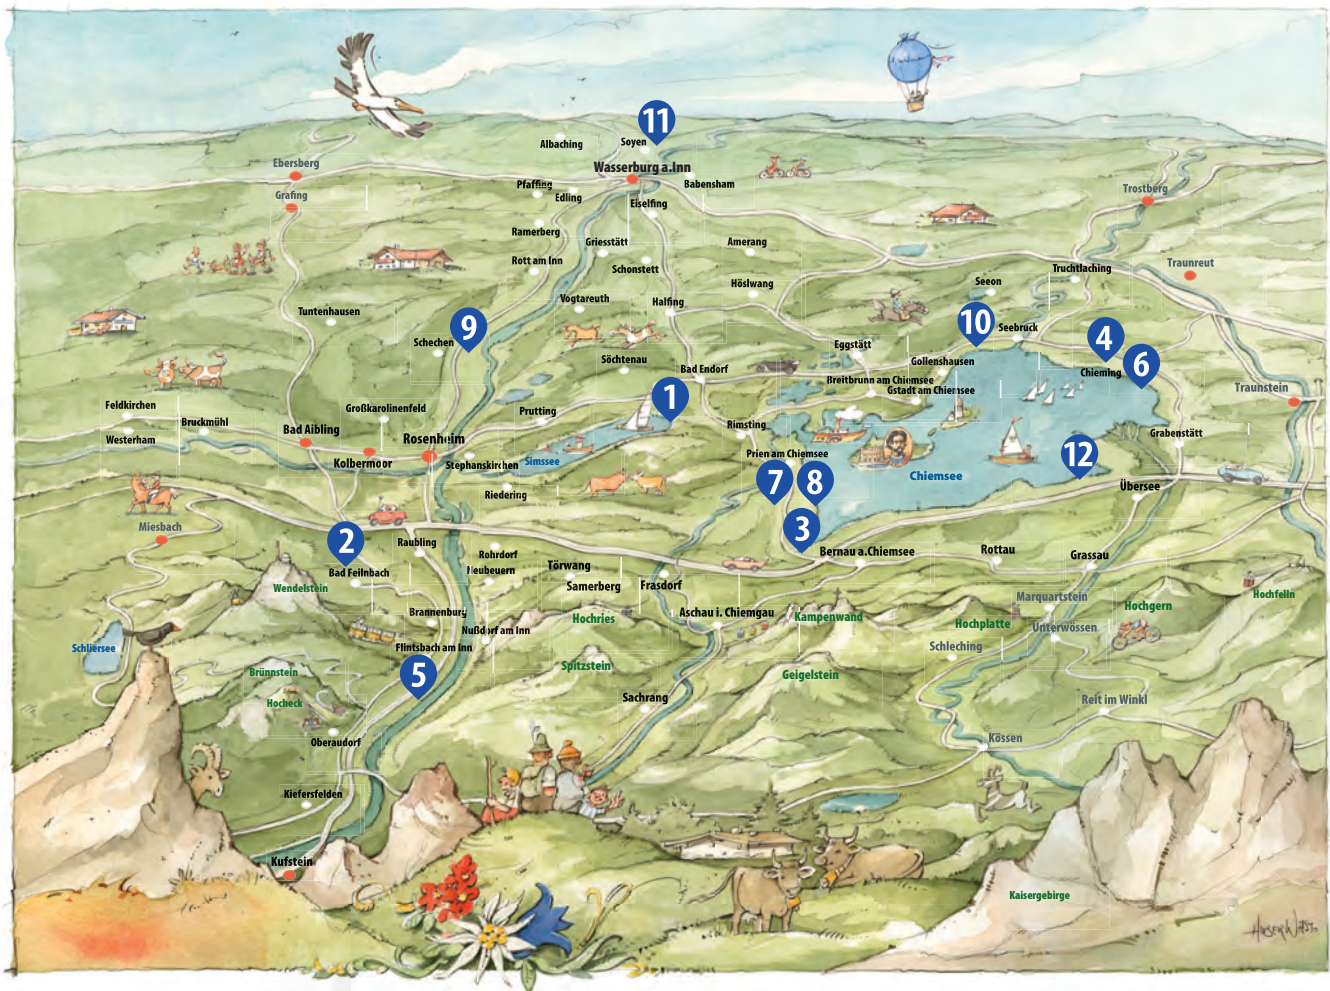 11
Soyen
Albaching
Wasserburg a.Inn
Ebersberg
Pfaffing
Babensham
Edling
Trostberg
Grafing
Eiselfing
Ramerberg
Griesstätt
Amerang
Rott am Inn
Schonstett
Traunreut
Truchtlaching
Höslwang
Seeon
Vogtareuth
Halfing
Tuntenhausen
9
10
Seebruck
4
Schechen
Eggstätt
Söchtenau
Gollenshausen
6
Bad Endorf
Chieming
Breitbrunn am Chiemsee
Gstadt am Chiemsee
Traunstein
1
Feldkirchen
Großkarolinenfeld
Prutting
Bruckmühl
Rimsting
Bad Aibling
Grabenstätt
Westerham
Rosenheim
Prien am Chiemsee
12
Kolbermoor
Stephanskirchen
Simssee
Chiemsee
7
8
Übersee
Riedering
Miesbach
3
2
Raubling
Rohrdorf
Bernau a.Chiemsee
Rottau
Grassau
Neubeuern
Törwang
Bad Feilnbach
Samerberg
Frasdorf
Wendelstein
Hochfelln
Marquartstein
Brannenburg
Aschau i. Chiemgau
Hochgern
Hochries
Kampenwand
Hochplatte
Unterwössen
Nußdorf am Inn
Schliersee
Flintsbach am Inn
Schleching
Spitzstein
5
Brünnstein
Geigelstein
Hocheck
Sachrang
Reit im Winkl
Oberaudorf
Kössen
Kiefersfelden
Kufstein
Kaisergebirge